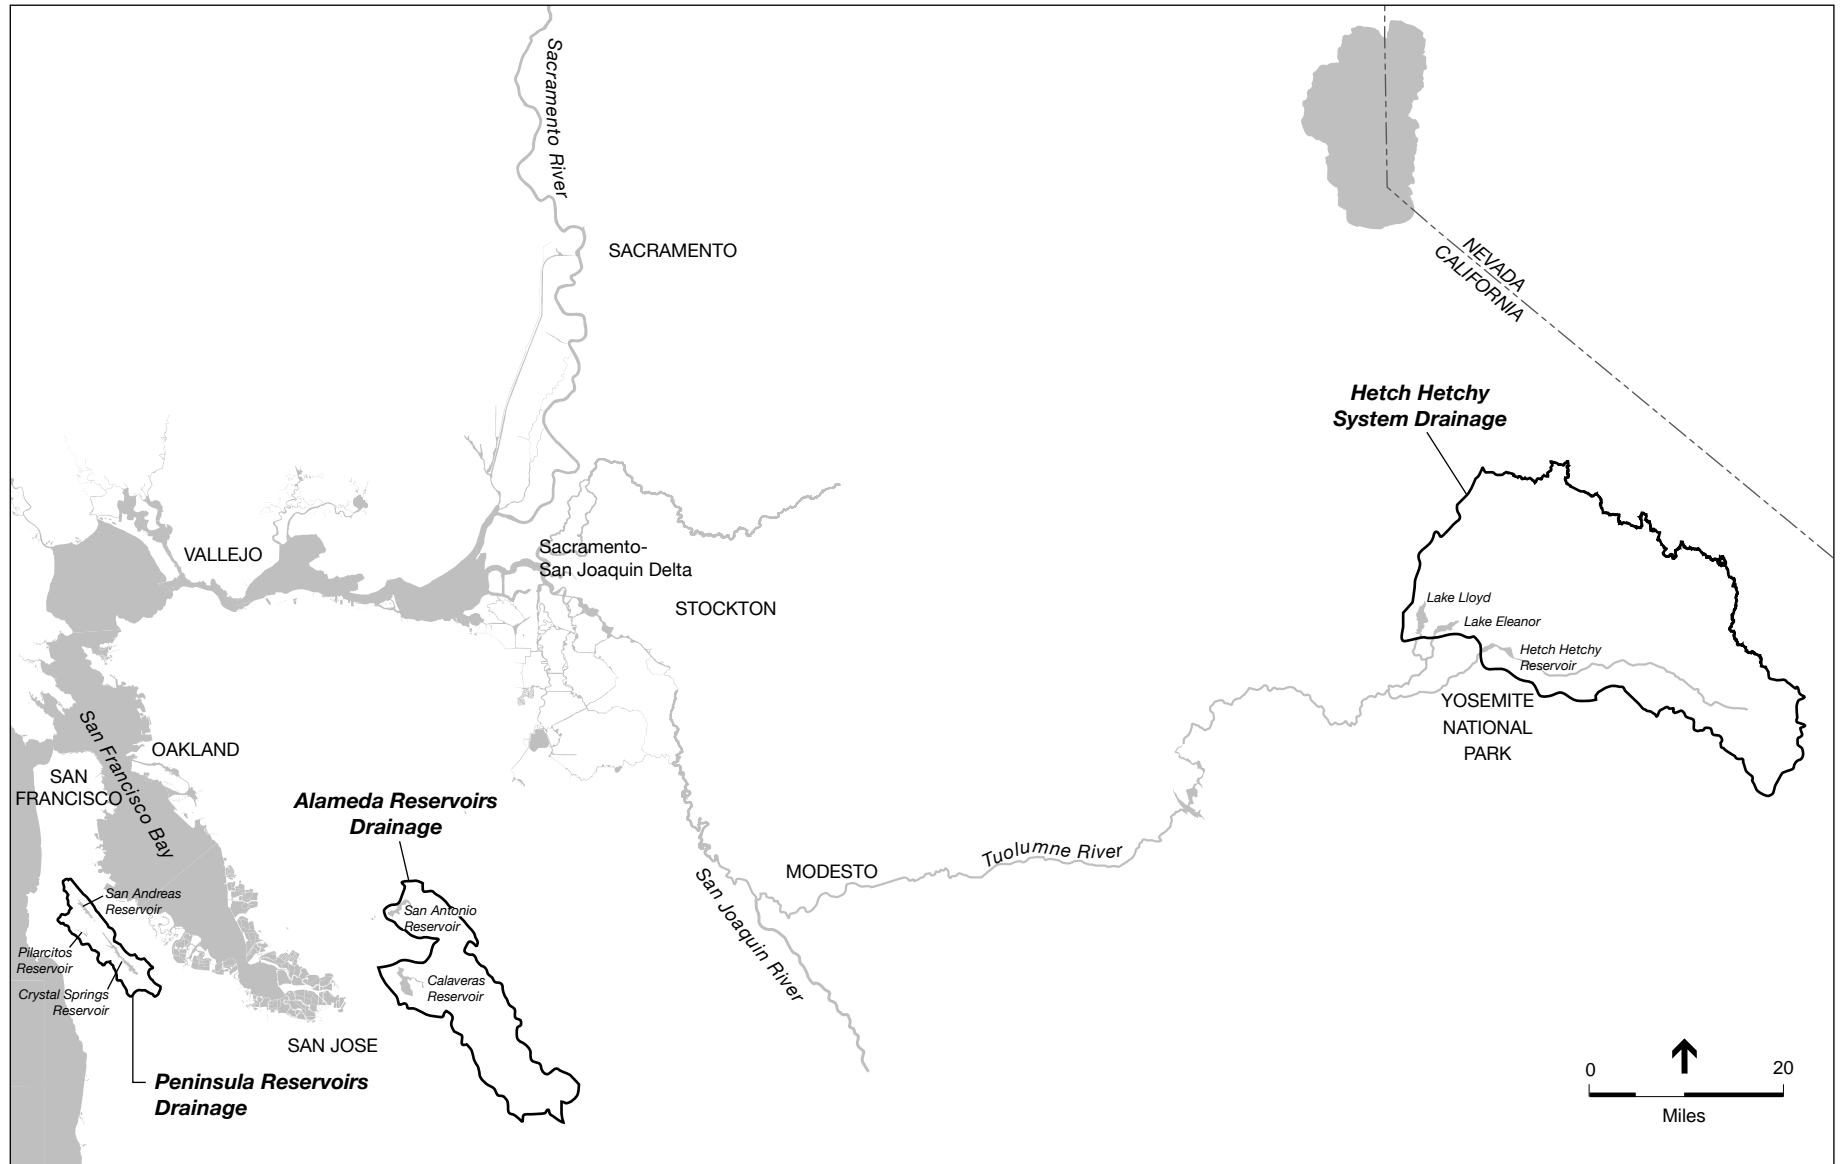 Sacramento River
SACRAMENTO
NEVADA
CALIFORNIA
Hetch Hetchy
System Drainage
VALLEJO
Sacramento-
San Joaquin Delta
STOCKTON
Lake Lloyd
Lake Eleanor
Hetch Hetchy
Reservoir
YOSEMITE
NATIONAL
PARK
San Francisco Bay
OAKLAND
SAN
FRANCISCO
Alameda Reservoirs
Drainage
MODESTO
Tuolumne River
San Joaquin River
San Andreas
Reservoir
San Antonio
Reservoir
Pilarcitos
Reservoir
Crystal Springs
Reservoir
Calaveras
Reservoir
SAN JOSE
Peninsula Reservoirs
Drainage
0 20
Miles